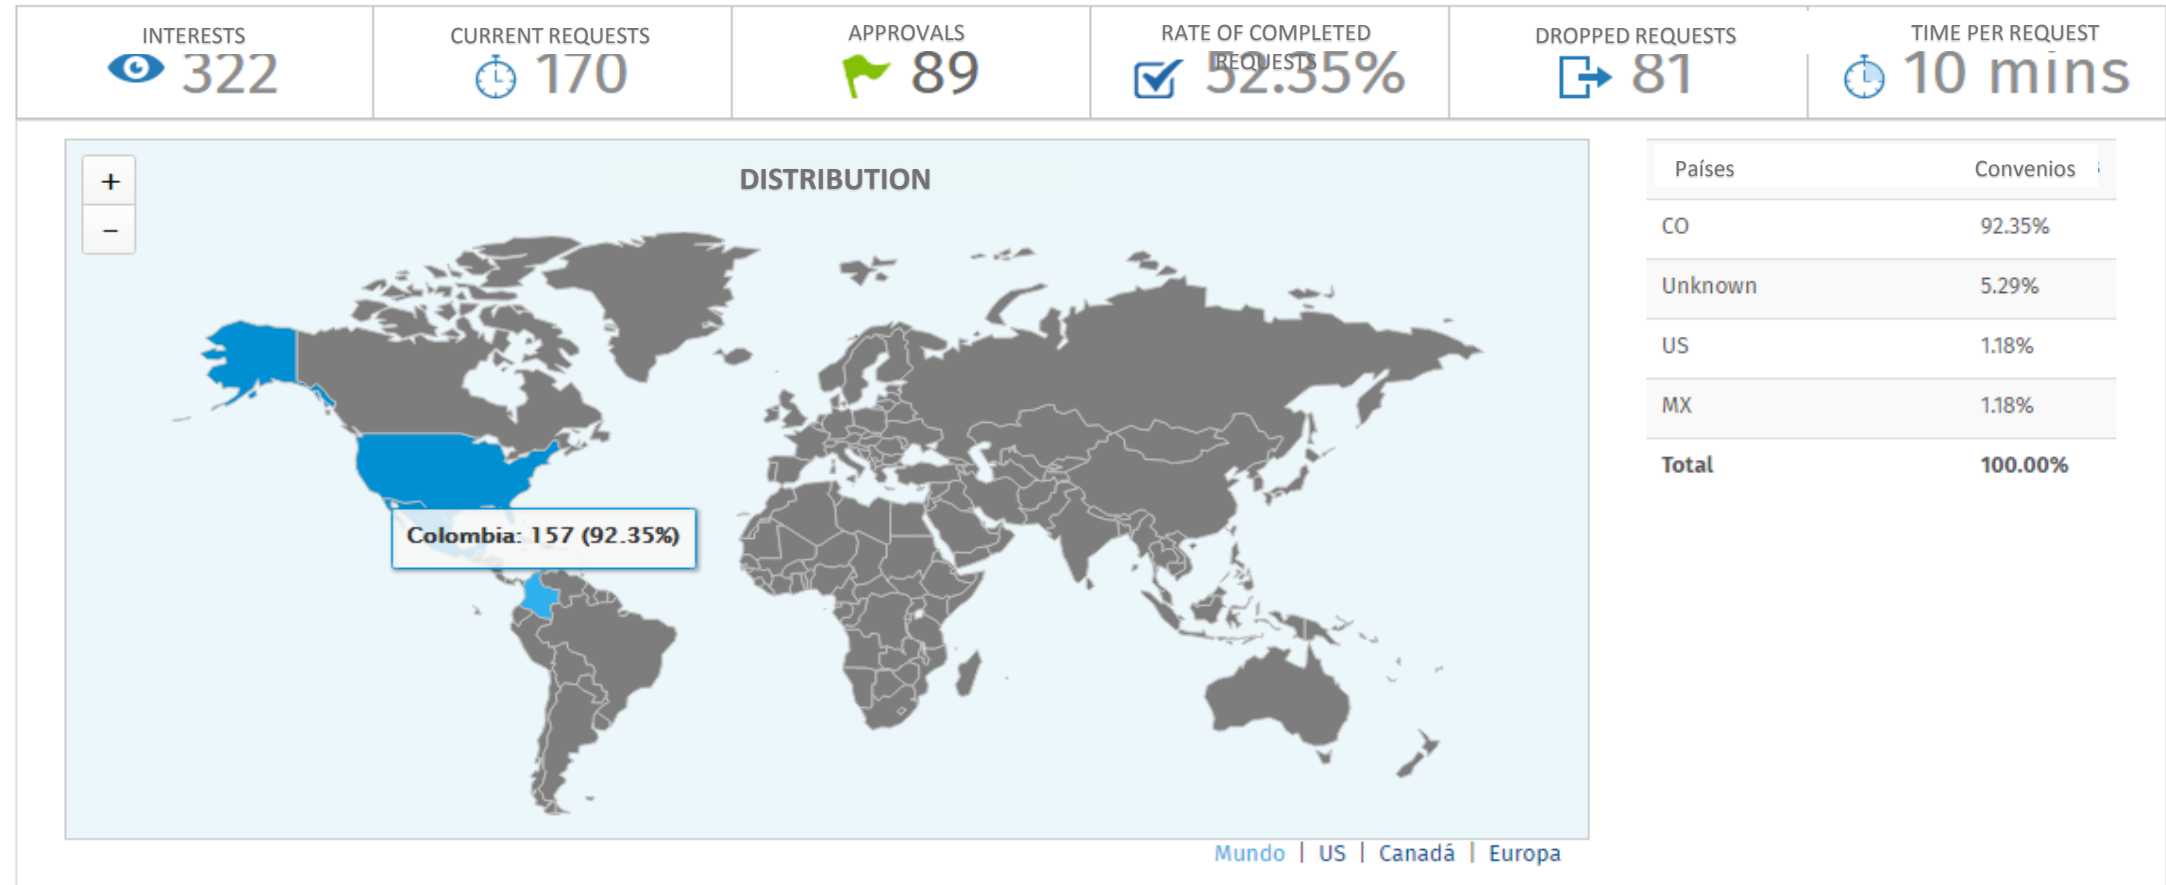 INTERESTS
322
CURRENT REQUESTS
170
APPROVALS
89
RATE OF COMPLETED
REQUESTS
52.35%
DROPPED REQUESTS
81
TIME PER REQUEST
10 mins
+
−
DISTRIBUTION
Colombia: 157 (92.35%)
Mundo | US | Canadá | Europa
Países Convenios
CO 92.35%
Unknown 5.29%
US 1.18%
MX 1.18%
Total 100.00%